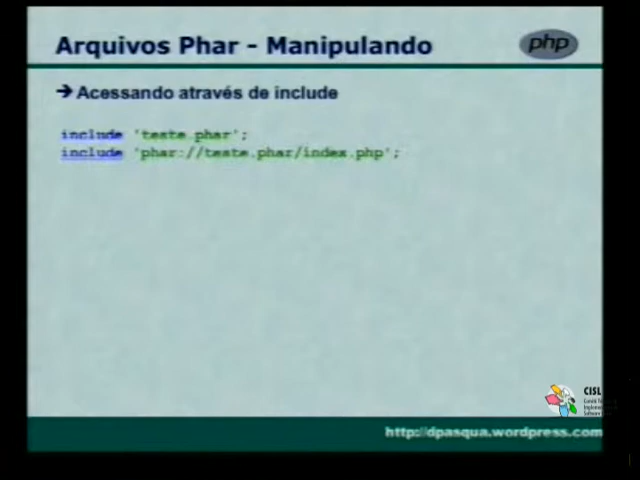 Arquivos Phar - Manipulando
php
Acessando através de include
include 'teste.phar';
include 'phar://teste.phar/index.php';
CISL
http://dpasqua.wordpress.com